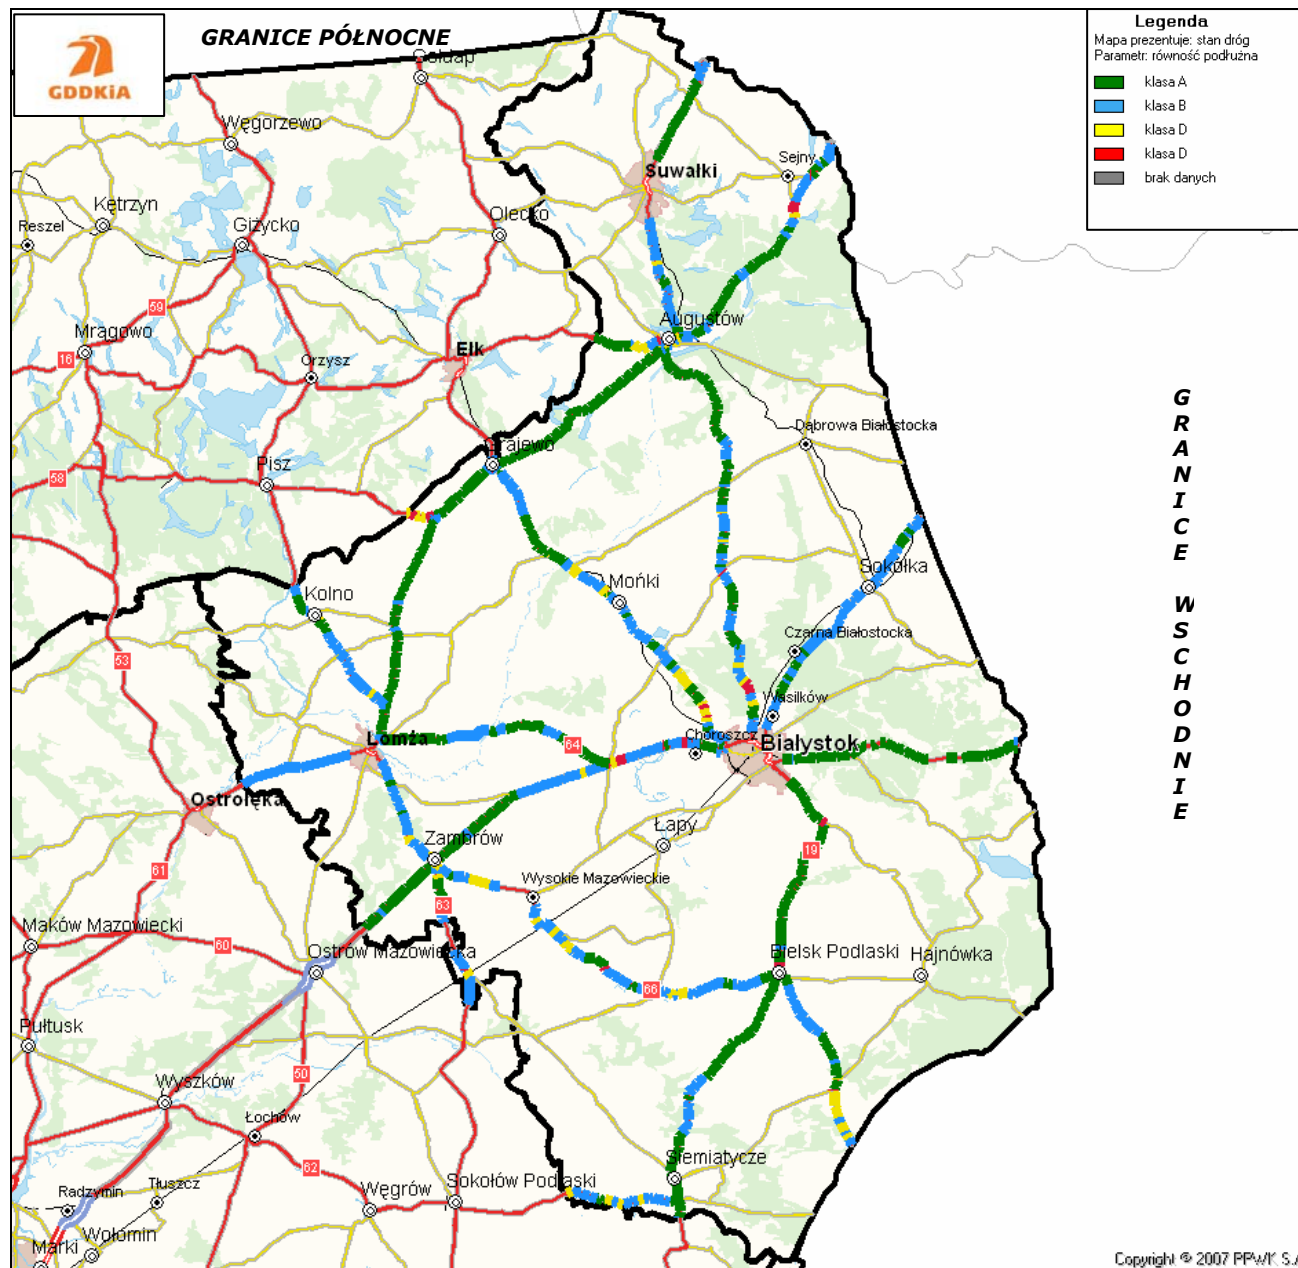 GRANICE PÓŁNOCNE
GDDKiA
Legenda
Mapa prezentuje: stan dróg
Parametr: równość podłużna
klasa A
klasa B
klasa D
klasa D
brak danych
Węgorzewo
Suwałki
Sejny
Kętrzyn
Reszel
Giżycko
Olecko
59
Mrągowo
16
Augustów
Ełk
Orzysz
GRANICE WSCHODNIE
Dąbrowa Białostocka
Grajewo
Pisz
58
Sokółka
Mońki
Kolno
Czarna Białostocka
53
Wasilków
Łomża
64
Choroszcz
Białystok
Ostrołęka
Łapy
Zambrów
19
61
Wysokie Mazowieckie
63
Maków Mazowiecki
60
Ostrów Mazowiecka
Bielsk Podlaski
Hajnówka
66
Pułtusk
50
Wyszków
Łochów
62
Siemiatycze
Sokołów Podlaski
Tłuszcz
Radzymin
Węgrów
Wołomin
Marki
Copyright © 2007 PPWK S.A